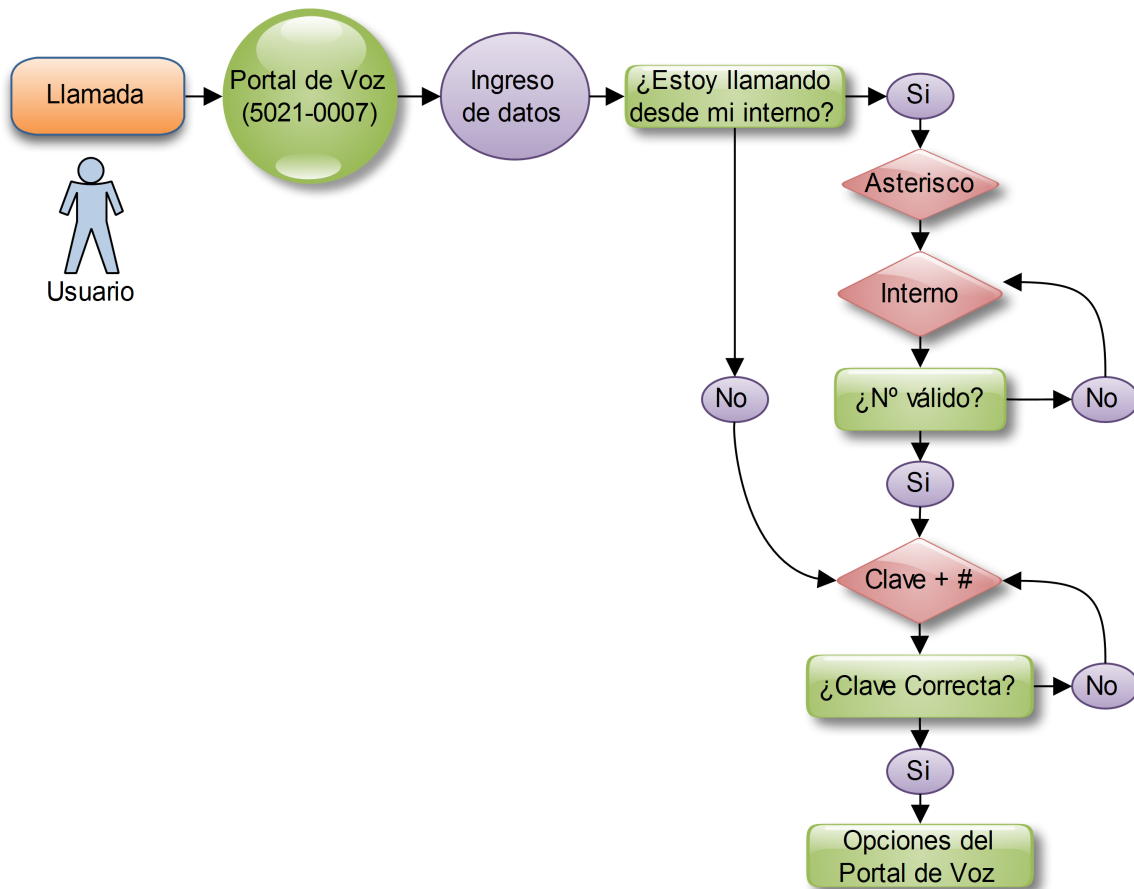 Llamada
Usuario
Portal de Voz
(5021-0007)
Ingreso
de datos
¿Estoy llamando
desde mi interno?
Si
Asterisco
Interno
¿Nº válido?
No
No
Si
Clave + #
¿Clave Correcta?
No
Si
Opciones del
Portal de Voz